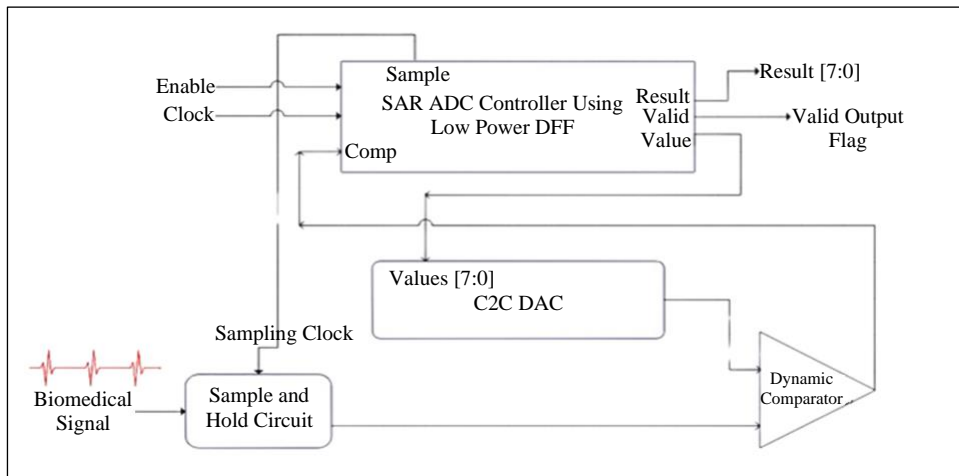 Sample
Enable
SAR ADC Controller Using
Low Power DFF
Clock
Comp
Result
Valid
Value
Result [7:0]
Valid Output
Flag
Values [7:0]
C2C DAC
Sampling Clock
Biomedical
Signal
Sample and
Hold Circuit
Dynamic
Comparator